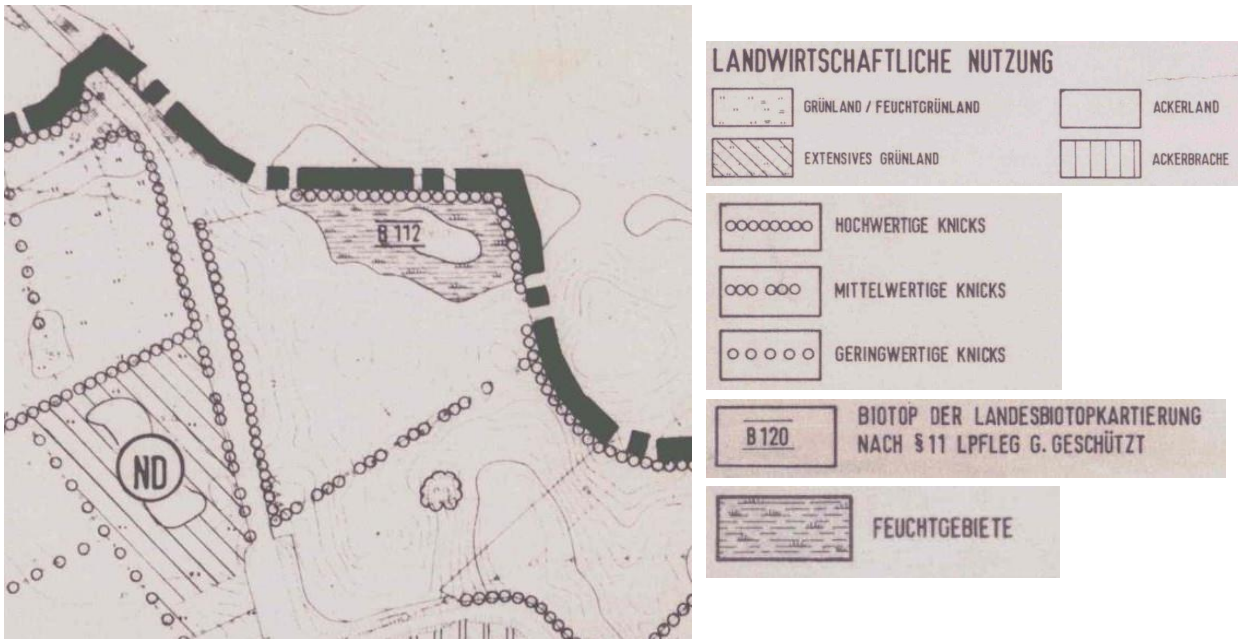 B 112
ND
LANDWIRTSCHAFTLICHE NUTZUNG
GRÜNLAND / FEUCHTGRÜNLAND
ACKERLAND
EXTENSIVES GRÜNLAND
ACKERBRACHE
HOCHWERTIGE KNICKS
MITTELWERTIGE KNICKS
GERINGWERTIGE KNICKS
B 120
BIOTOP DER LANDESBIOTOPKARTIERUNG
NACH § 11 LPFLEG G. GESCHÜTZT
FEUCHTGEBIETE